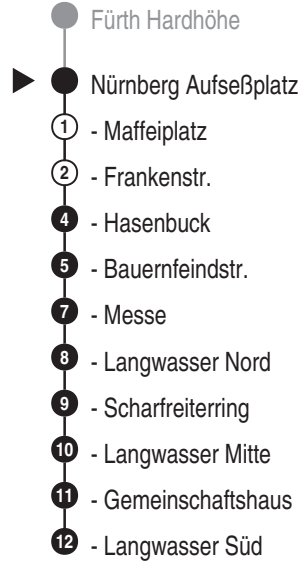 Fürth Hardhöhe
Nürnberg Aufseßplatz
1 - Maffeiplatz
2 - Frankenstr.
4 - Hasenbuck
5 - Bauernfeindstr.
7 - Messe
8 - Langwasser Nord
9 - Scharfreiterring
10 - Langwasser Mitte
11 - Gemeinschaftshaus
12 - Langwasser Süd